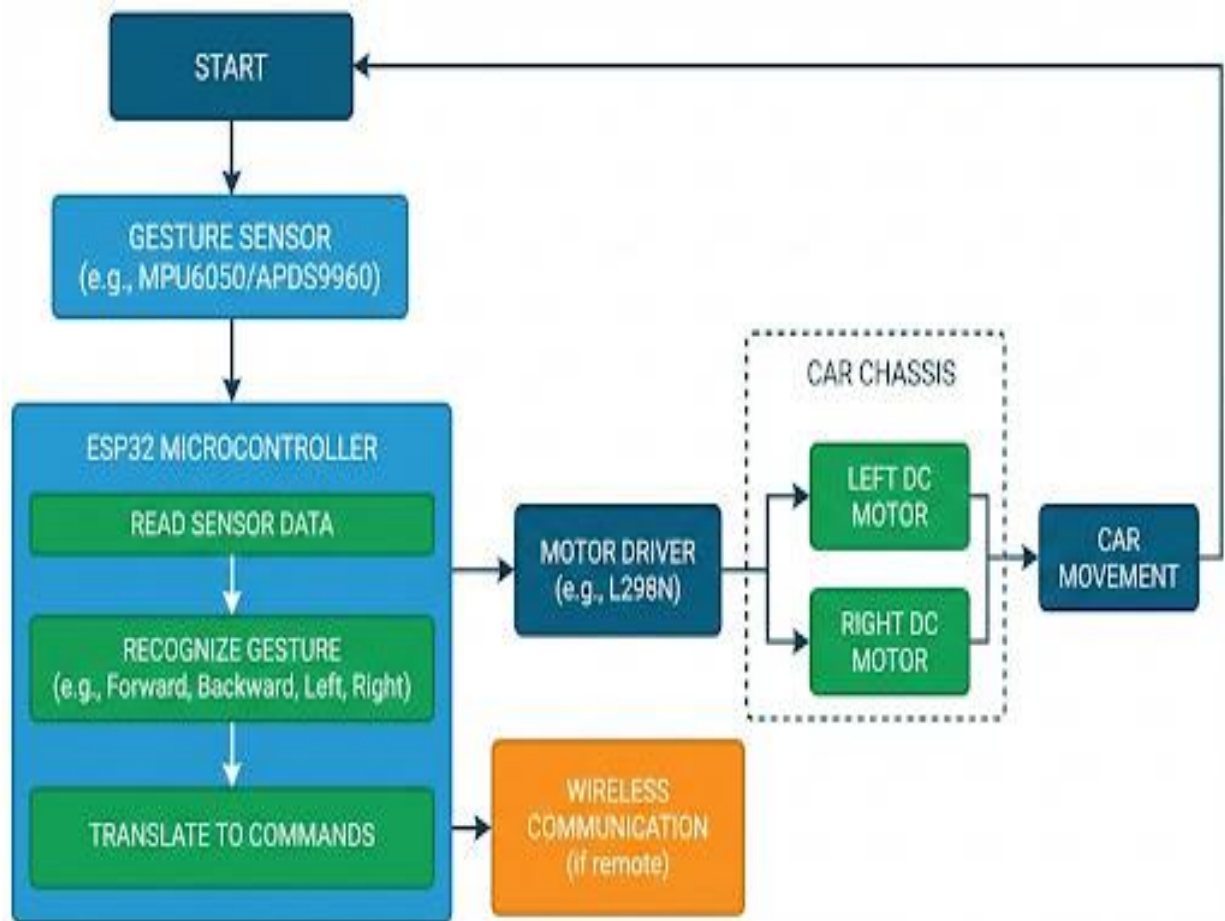 START
GESTURE SENSOR
(e.g., MPU6050/APDS9960)
ESP32 MICROCONTROLLER
READ SENSOR DATA
RECOGNIZE GESTURE
(e.g., Forward, Backward, Left, Right)
TRANSLATE TO COMMANDS
MOTOR DRIVER
(e.g., L298N)
WIRELESS
COMMUNICATION
(if remote)
CAR CHASSIS
LEFT DC
MOTOR
RIGHT DC
MOTOR
CAR
MOVEMENT